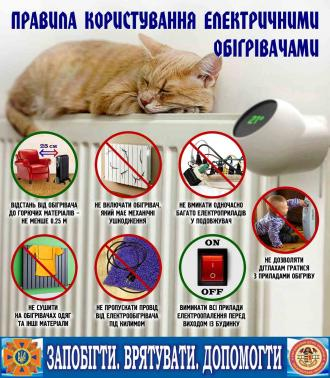 ПРАВИЛА КОРИСТУВАННЯ ЕЛЕКТРИЧНИМИ
ОБІГРІВАЧАМИ
21°
25 см
ВІДСТАНЬ ВІД ОБІГРІВАЧА
ДО ГОРЮЧИХ МАТЕРІАЛІВ -
НЕ МЕНШЕ 0.25 М
НЕ ВКЛЮЧАТИ ОБІГРІВАЧ,
ЯКИЙ МАЄ МЕХАНІЧНІ
УШКОДЖЕННЯ
НЕ ВМИКАТИ ОДНОЧАСНО
БАГАТО ЕЛЕКТРОПРИЛАДІВ
У ПОДОВЖУВАЧ
НЕ ДОЗВОЛЯТИ
ДІТЛАХАМ ГРАТИСЯ
З ПРИЛАДАМИ ОБІГРІВУ
НЕ СУШИТИ
НА ОБІГРІВАЧАХ ОДЯГ
ТА ІНШІ МАТЕРІАЛИ
НЕ ПРОПУСКАТИ ПРОВІД
ВІД ЕЛЕКТРООБІГРІВАЧА
ПІД КИЛИМОМ
ON
OFF
ВИМИКАТИ ВСІ ПРИЛАДИ
ЕЛЕКТРООПАЛЕННЯ ПЕРЕД
ВИХОДОМ ІЗ БУДИНКУ
ЗАПОБІГТИ. ВРЯТУВАТИ. ДОПОМОГТИ